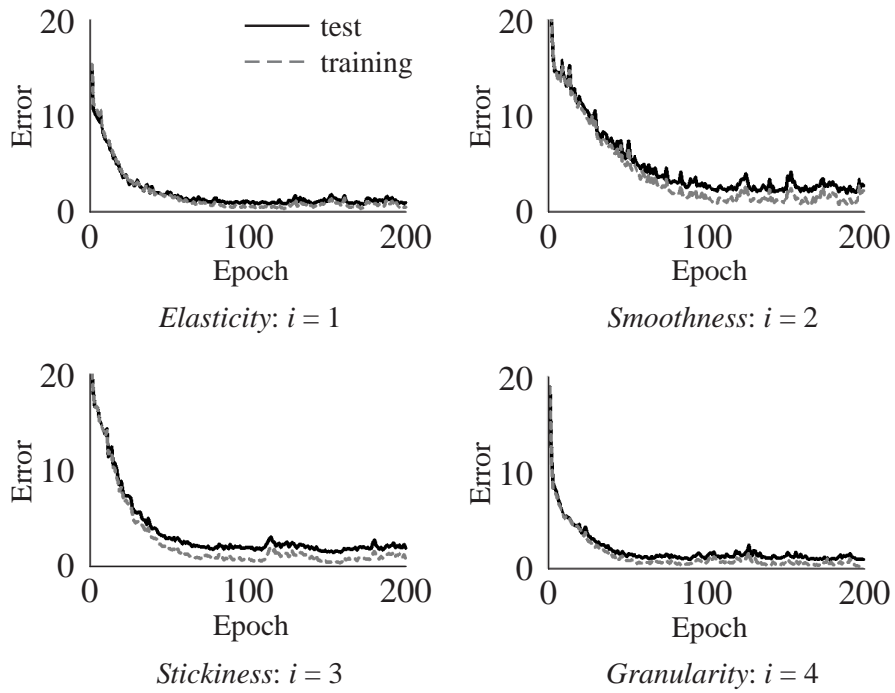 20
10
0
Error
0
100
200
Epoch
test
training
Elasticity: i = 1
20
10
0
Error
0
100
200
Epoch
Smoothness: i = 2
20
10
0
Error
0
100
200
Epoch
Stickiness: i = 3
20
10
0
Error
0
100
200
Epoch
Granularity: i = 4